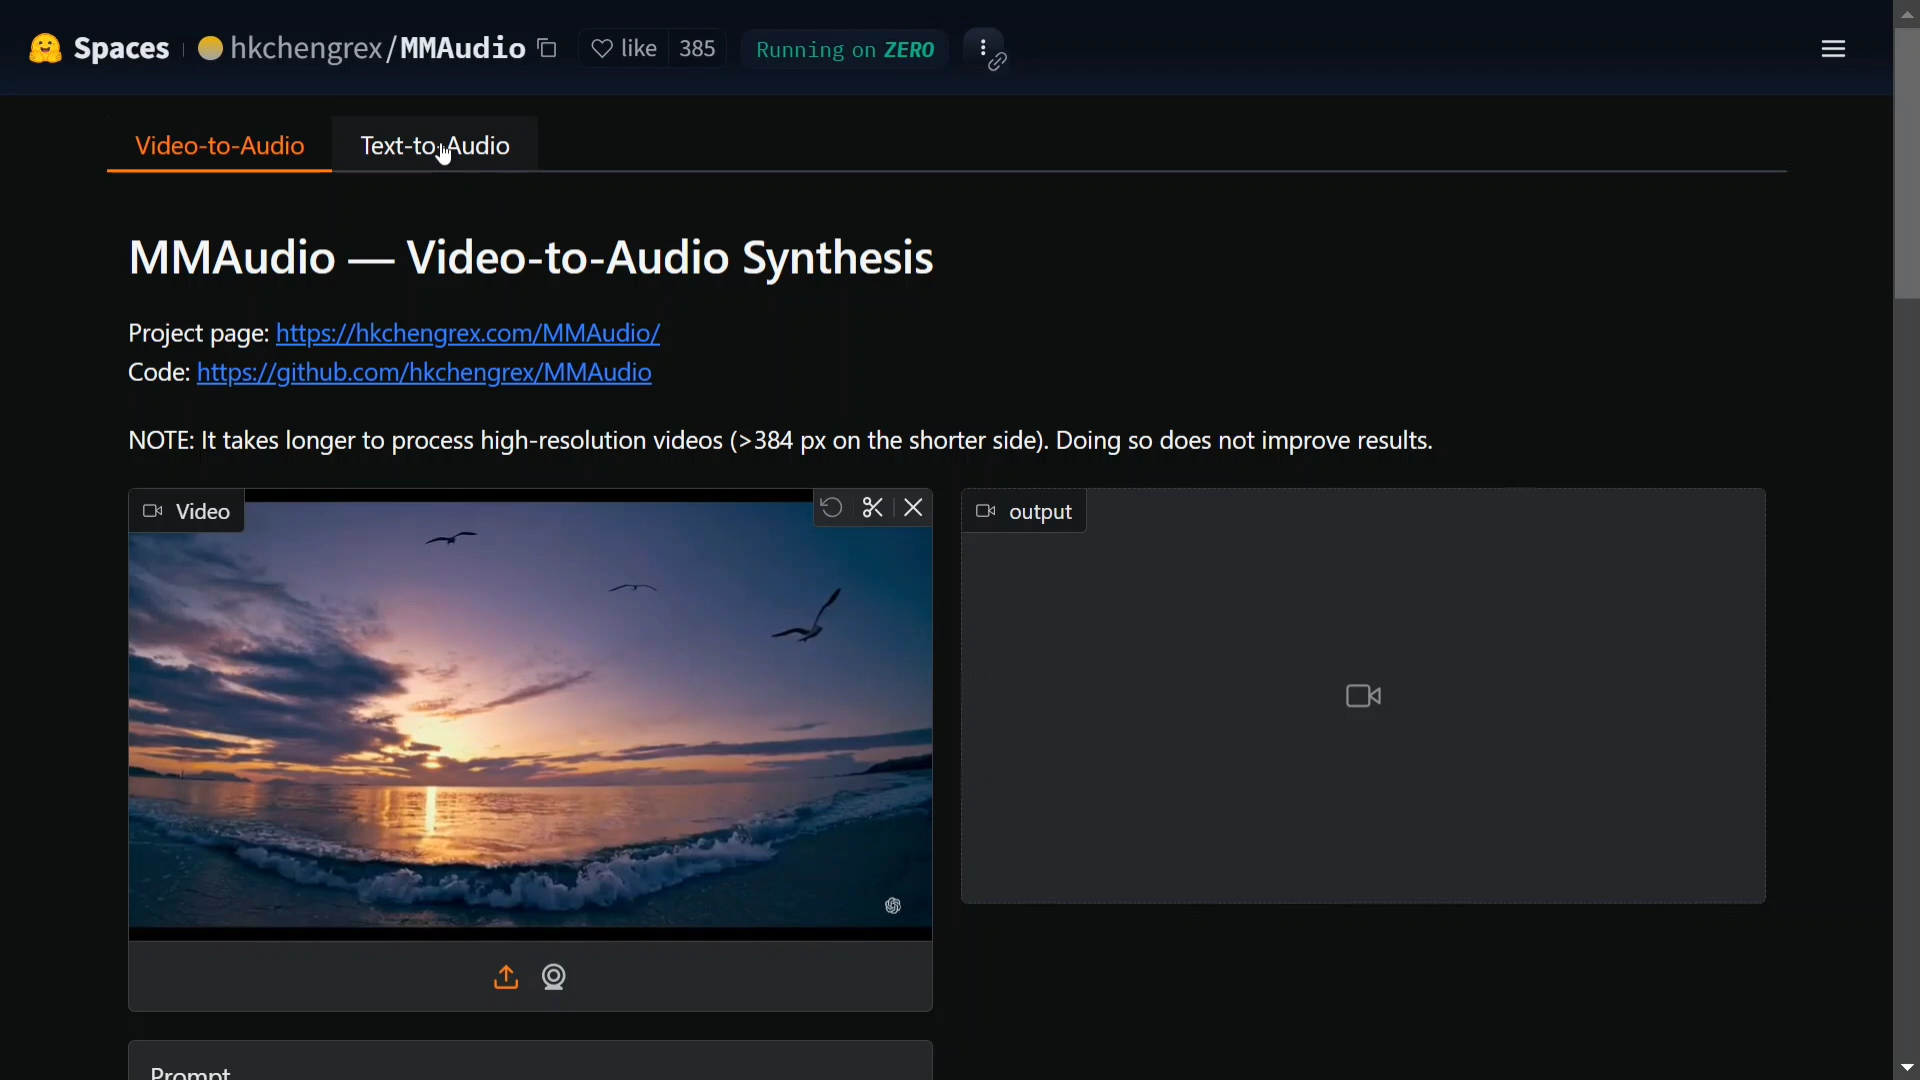 Spaces hkchengrex/MMAudio like 385 Running on ZERO
Video-to-Audio Text-to-Audio
MMAudio — Video-to-Audio Synthesis
Project page: https://hkchengrex.com/MMAudio/
Code: https://github.com/hkchengrex/MMAudio
NOTE: It takes longer to process high-resolution videos (>384 px on the shorter side). Doing so does not improve results.
Video
output
Prompt